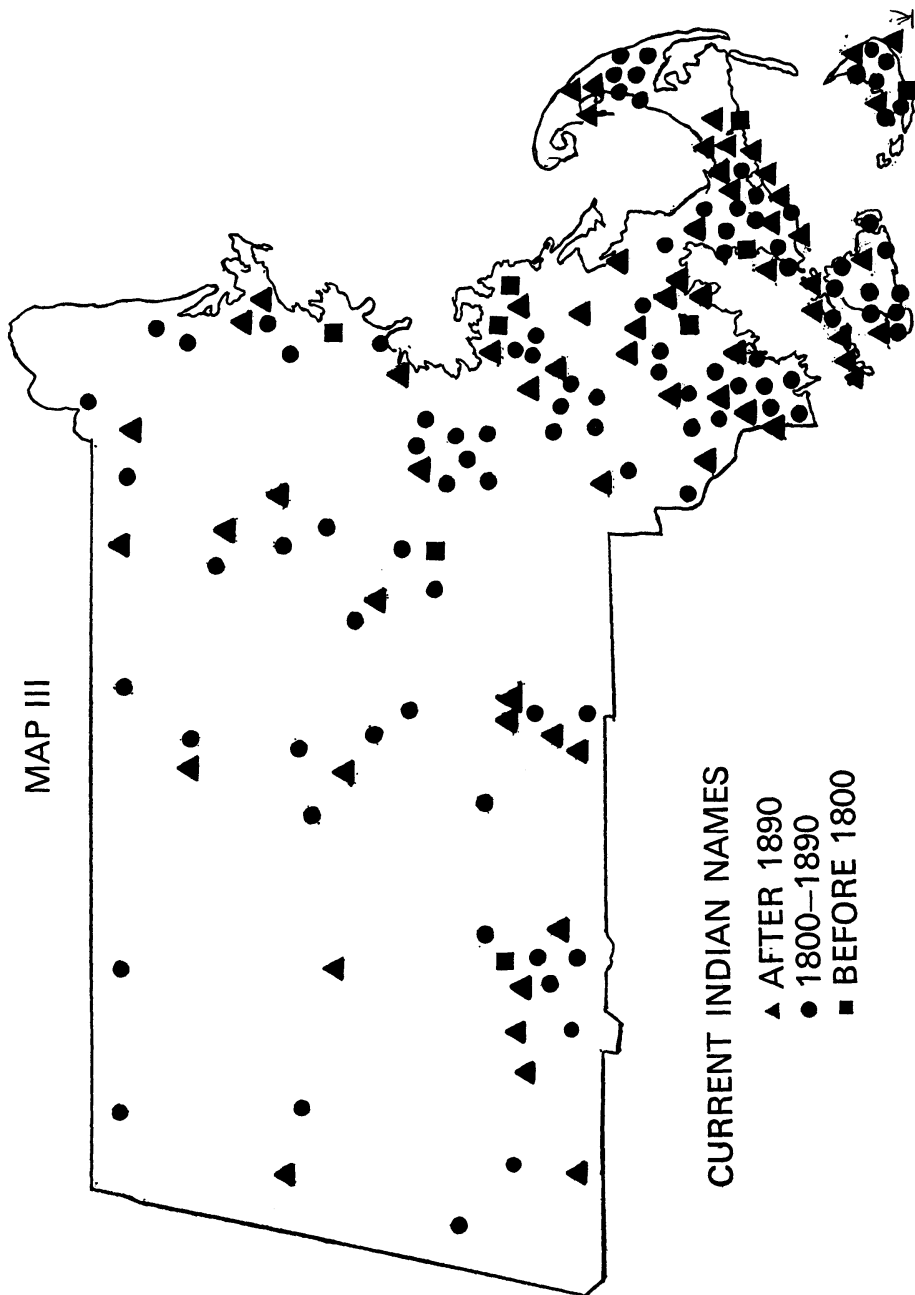 MAP III
CURRENT INDIAN NAMES
▲ AFTER 1890
● 1800–1890
■ BEFORE 1800